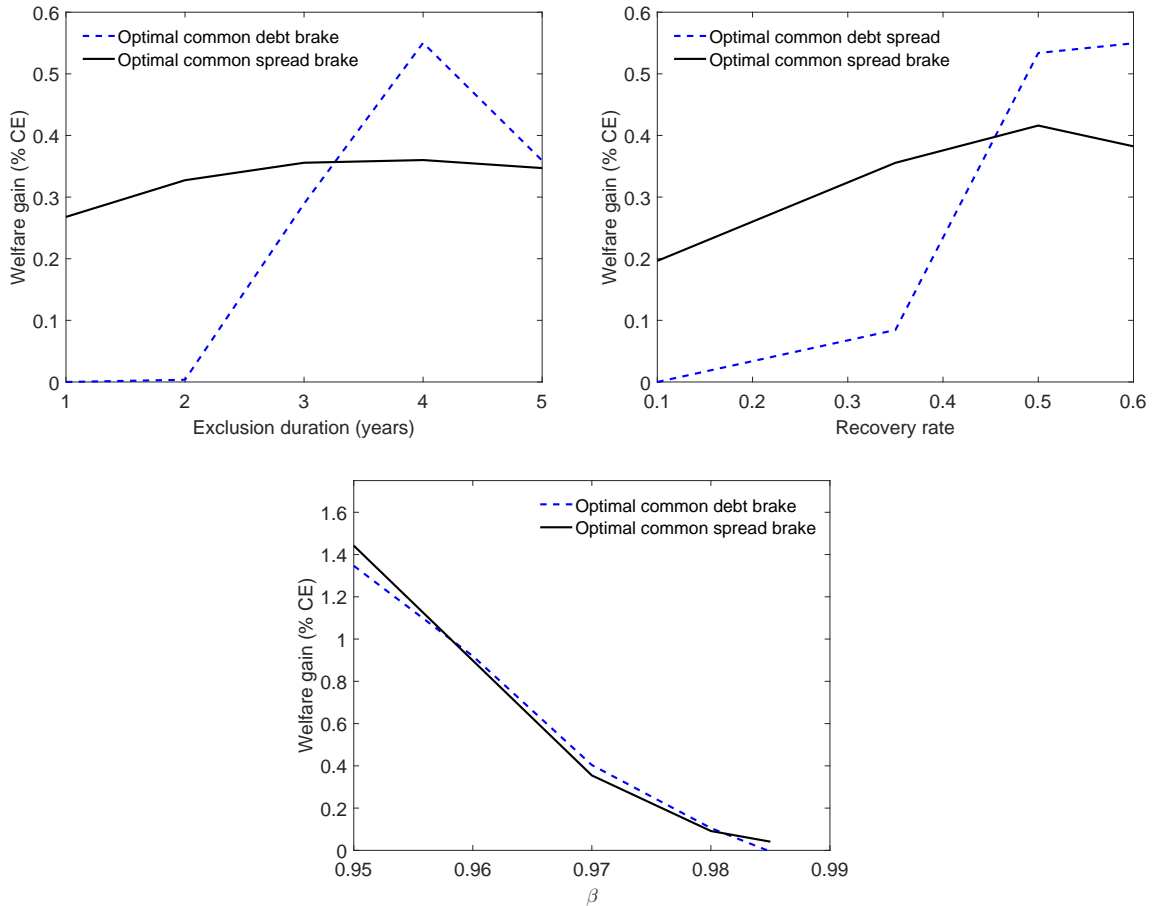 0.6
0.5
0.4
0.3
0.2
0.1
0
Welfare gain (% CE)
Optimal common debt brake
Optimal common spread brake
1 2 3 4 5
Exclusion duration (years)
0.6
0.5
0.4
0.3
0.2
0.1
0
Welfare gain (% CE)
Optimal common debt spread
Optimal common spread brake
0.1 0.2 0.3 0.4 0.5 0.6
Recovery rate
1.6
1.4
1.2
1
0.8
0.6
0.4
0.2
0
Welfare gain (% CE)
Optimal common debt brake
Optimal common spread brake
0.95 0.96 0.97 0.98 0.99
β